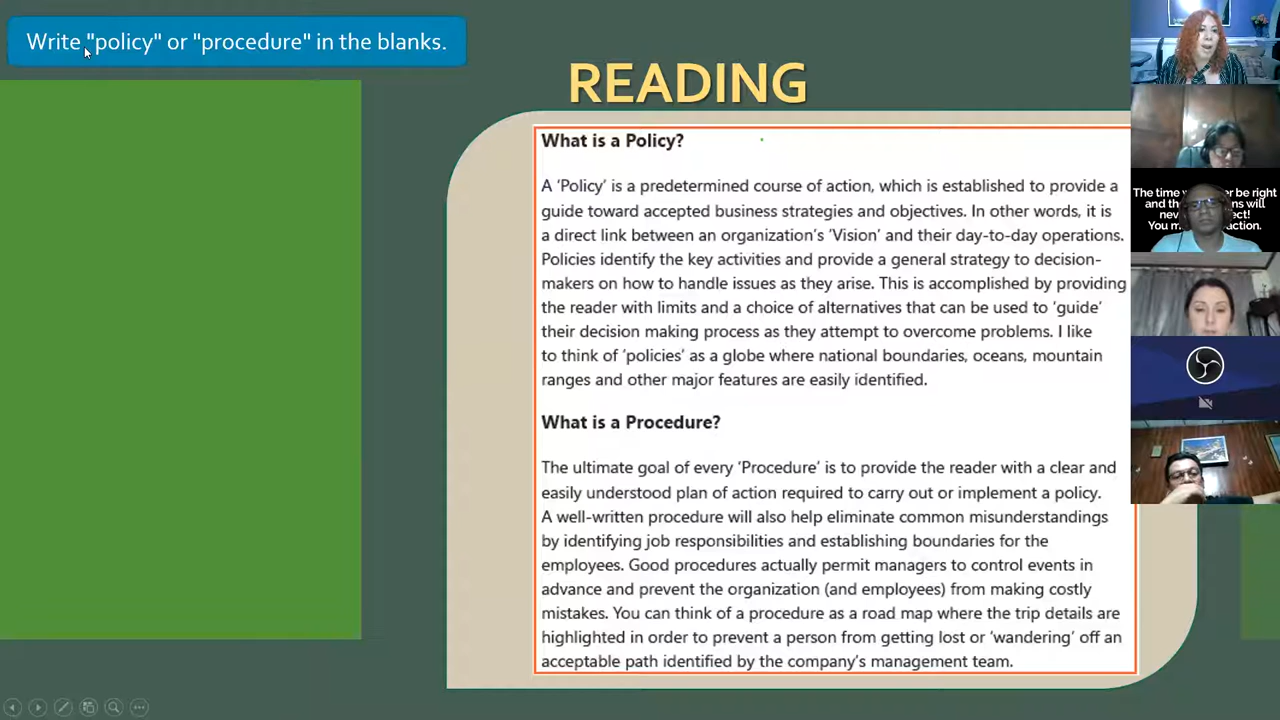 Write "policy" or "procedure" in the blanks.
READING
What is a Policy?
A 'Policy' is a predetermined course of action, which is established to provide a
guide toward accepted business strategies and objectives. In other words, it is
a direct link between an organization's 'Vision' and their day-to-day operations.
Policies identify the key activities and provide a general strategy to decision-
makers on how to handle issues as they arise. This is accomplished by providing
the reader with limits and a choice of alternatives that can be used to 'guide'
their decision making process as they attempt to overcome problems. I like
to think of 'policies' as a globe where national boundaries, oceans, mountain
ranges and other major features are easily identified.
What is a Procedure?
The ultimate goal of every 'Procedure' is to provide the reader with a clear and
easily understood plan of action required to carry out or implement a policy.
A well-written procedure will also help eliminate common misunderstandings
by identifying job responsibilities and establishing boundaries for the
employees. Good procedures actually permit managers to control events in
advance and prevent the organization (and employees) from making costly
mistakes. You can think of a procedure as a road map where the trip details are
highlighted in order to prevent a person from getting lost or 'wandering' off an
acceptable path identified by the company's management team.
The time be right
and the